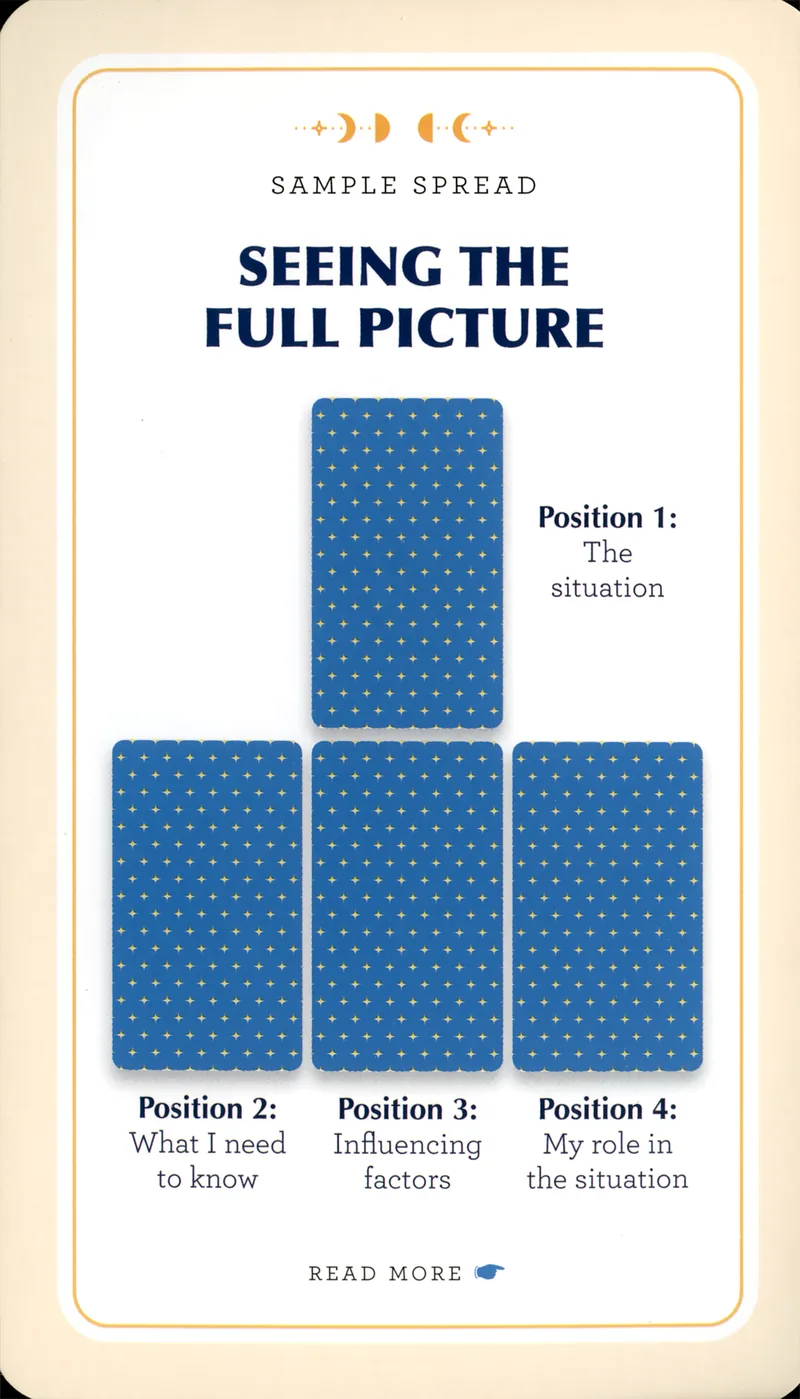 SAMPLE SPREAD
SEEING THE
FULL PICTURE
Position 1:
The
situation
Position 2:
What I need
to know
Position 3:
Influencing
factors
Position 4:
My role in
the situation
READ MORE